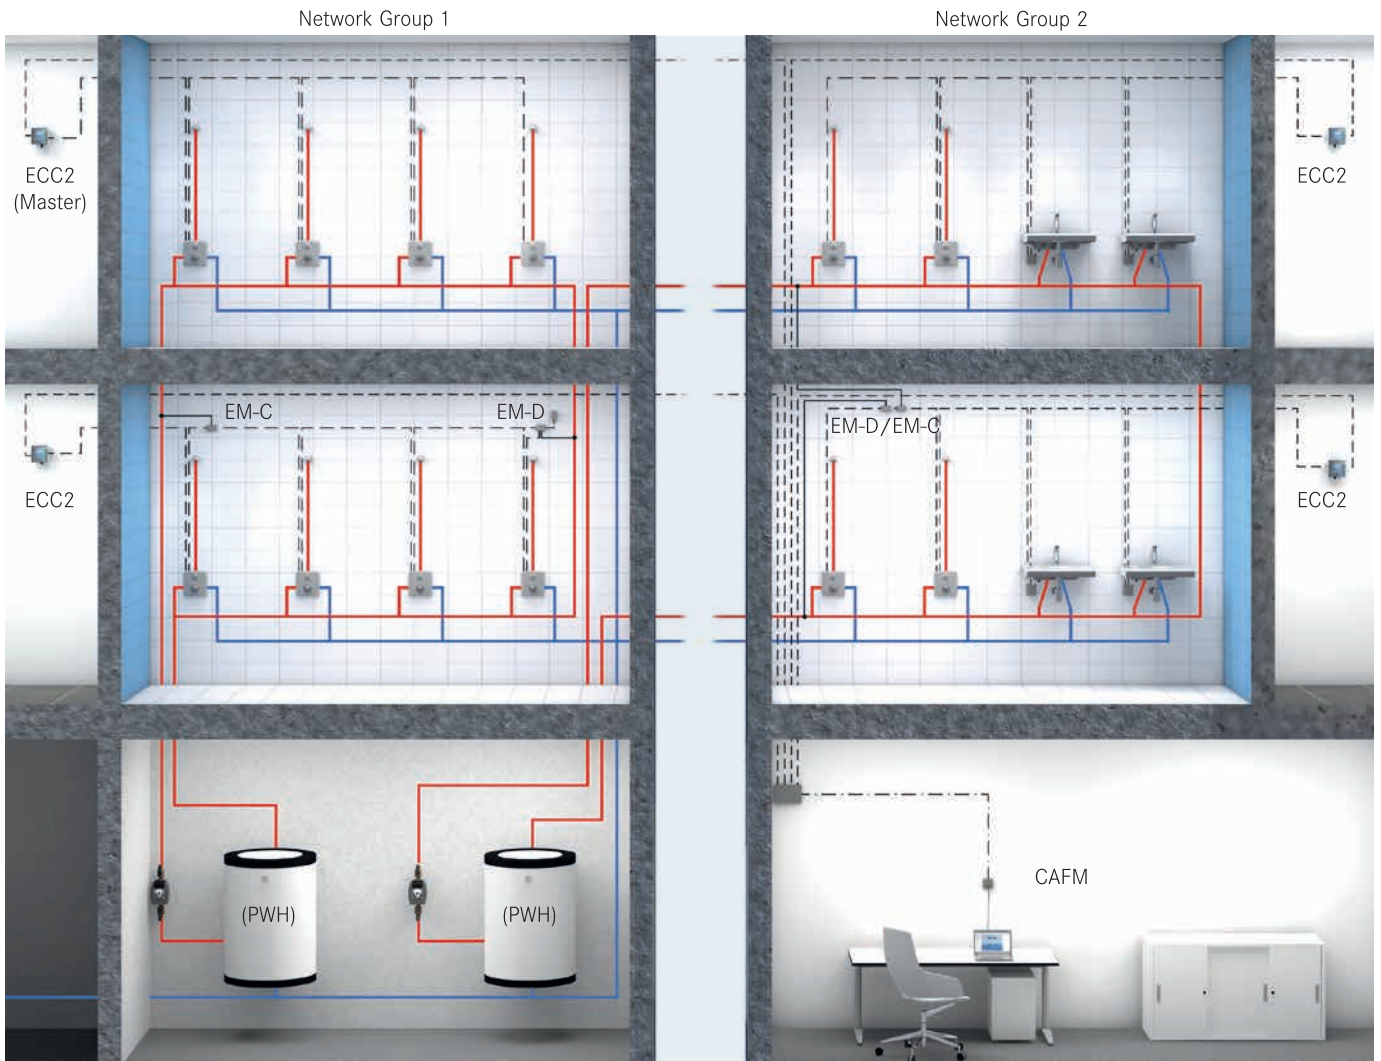 Network Group 1
Network Group 2
ECC2
(Master)
ECC2
EM-C
EM-D
EM-D/EM-C
ECC2
ECC2
(PWH)
(PWH)
CAFM